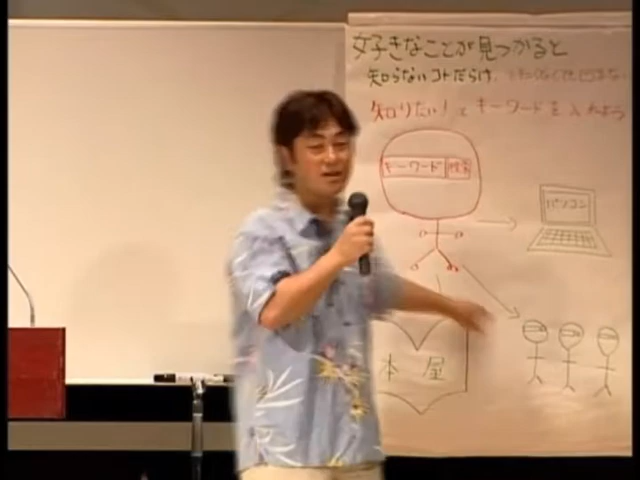 好きなことが見つかると
知らないコトだらけ、
知りたい！とキーワードを入れよう
キーワード 検索
パソコン
本屋